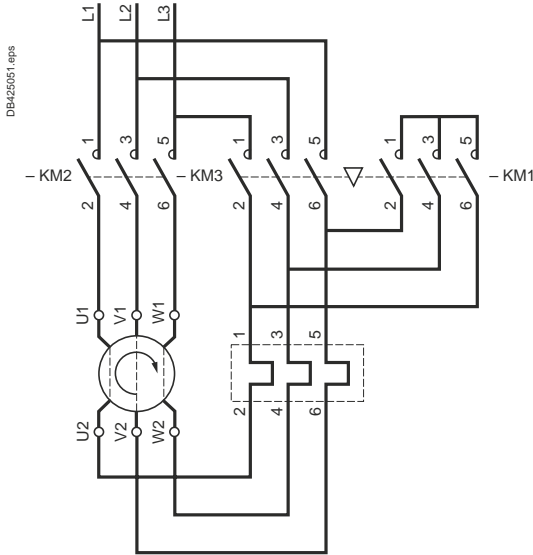 DB425051.eps
L1 L2 L3
1 3 5 1 3 5 1 3 5
– KM2 – KM3 – KM1
2 4 6 2 4 6 2 4 6
U1 V1 W1
1 3 5
2 4 6
U2 V2 W2